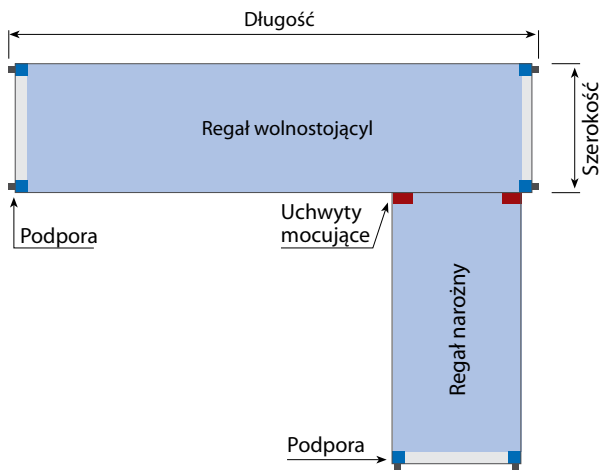 Długość
Regał wolnostojącyl
Szerokość
Podpora
Uchwyty
mocujące
Regał narożny
Podpora